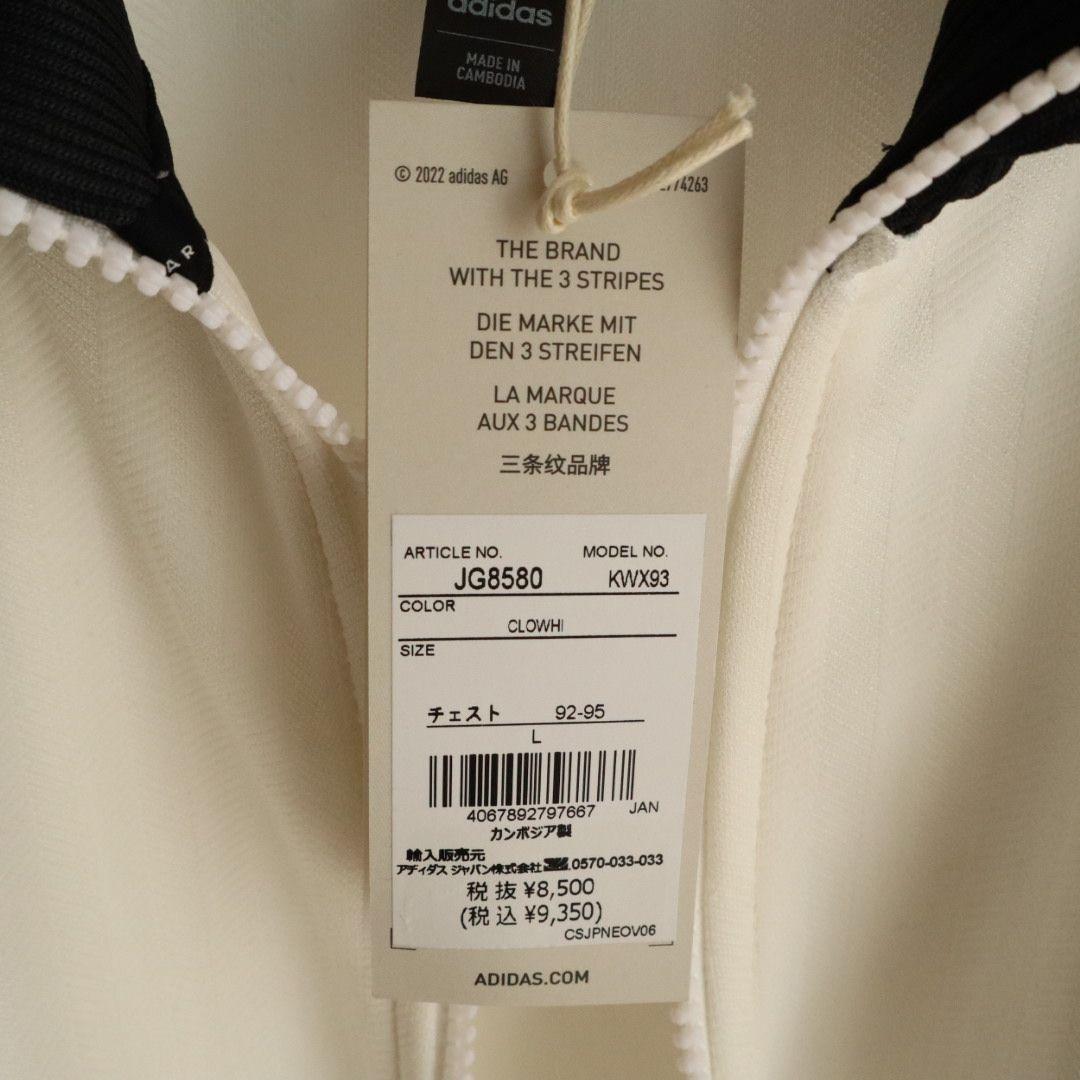 adidas
MADE IN
CAMBODIA
© 2022 adidas AG
THE BRAND
WITH THE 3 STRIPES
DIE MARKE MIT
DEN 3 STREIFEN
LA MARQUE
AUX 3 BANDES
三条纹品牌
ARTICLE NO. MODEL NO.
JG8580 KWX93
COLOR
CLOWHI
SIZE
チェスト 92-95
L
4067892797667 JAN
カンボジア製
輸入販売元
アディダス ジャパン株式会社 0570-033-033
税抜 ¥8,500
(税込 ¥9,350)
CSJPNEOV06
ADIDAS.COM